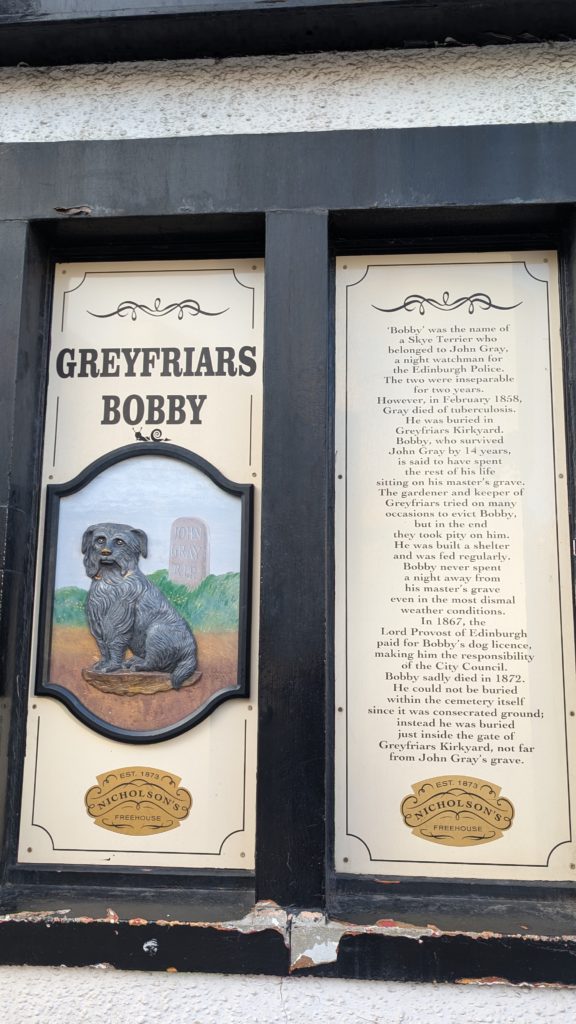 GREYFRIARS
BOBBY
JOHN
GRAY
EST. 1873
NICHOLSON'S
FREEHOUSE
'Bobby' was the name of
a Skye Terrier who
belonged to John Gray,
a night watchman for
the Edinburgh Police.
The two were inseparable
for two years.
However, in February 1858,
Gray died of tuberculosis.
He was buried in
Greyfriars Kirkyard.
Bobby, who survived
John Gray by 14 years,
is said to have spent
the rest of his life
sitting on his master's grave.
The gardener and keeper of
Greyfriars tried on many
occasions to evict Bobby,
but in the end
they took pity on him.
He was built a shelter
and was fed regularly.
Bobby never spent
a night away from
his master's grave
even in the most dismal
weather conditions.
In 1867, the
Lord Provost of Edinburgh
paid for Bobby's dog licence,
making him the responsibility
of the City Council.
Bobby sadly died in 1872.
He could not be buried
within the cemetery itself
since it was consecrated ground;
instead he was buried
just inside the gate of
Greyfriars Kirkyard, not far
from John Gray's grave.
EST. 1873
NICHOLSON'S
FREEHOUSE